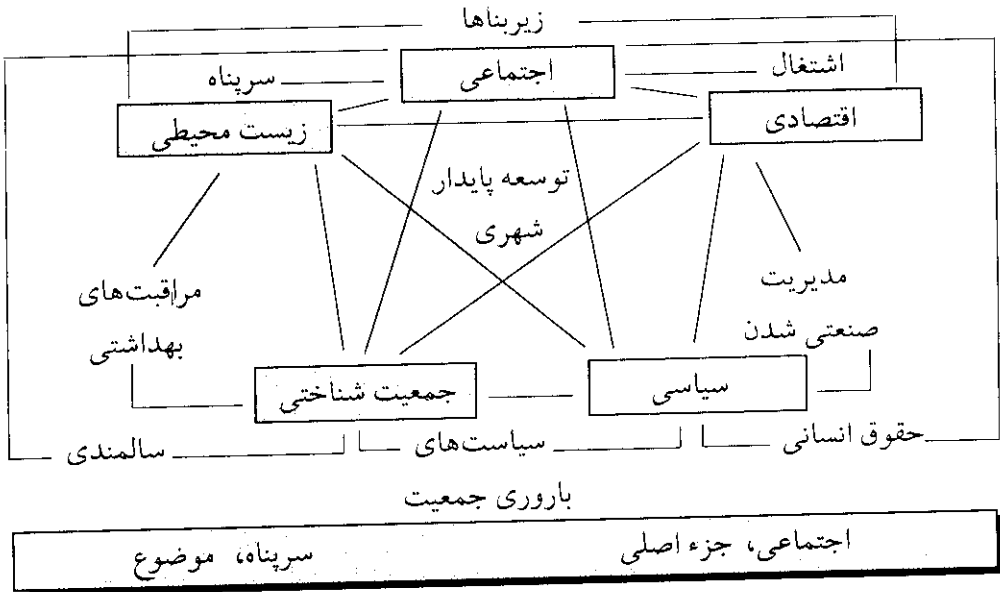 زیربناها
اشتغال
اجتماعی
سرپناه
اقتصادی
زیست محیطی
توسعه پایدار
شهری
مدیریت
صنعتی شدن
مراقبت‌های
بهداشتی
سیاسی
جمعیت شناختی
حقوق انسانی
سیاست‌های
سالمندی
باروری جمعیت
اجتماعی، جزء اصلی
سرپناه، موضوع